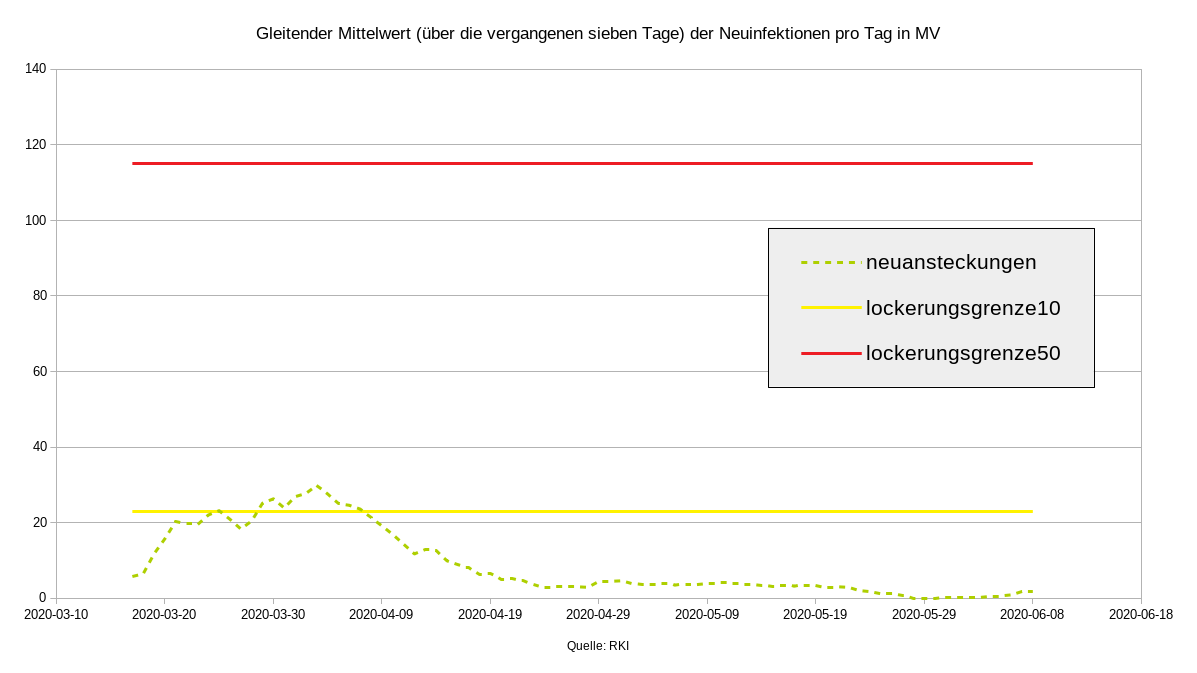 Gleitender Mittelwert (über die vergangenen sieben Tage) der Neuinfektionen pro Tag in MV
140
120
100
80
60
40
20
0
neuansteckungen
lockerungsgrenze10
lockerungsgrenze50
2020-03-10 2020-03-20 2020-03-30 2020-04-09 2020-04-19 2020-04-29 2020-05-09 2020-05-19 2020-05-29 2020-06-08 2020-06-18
Quelle: RKI